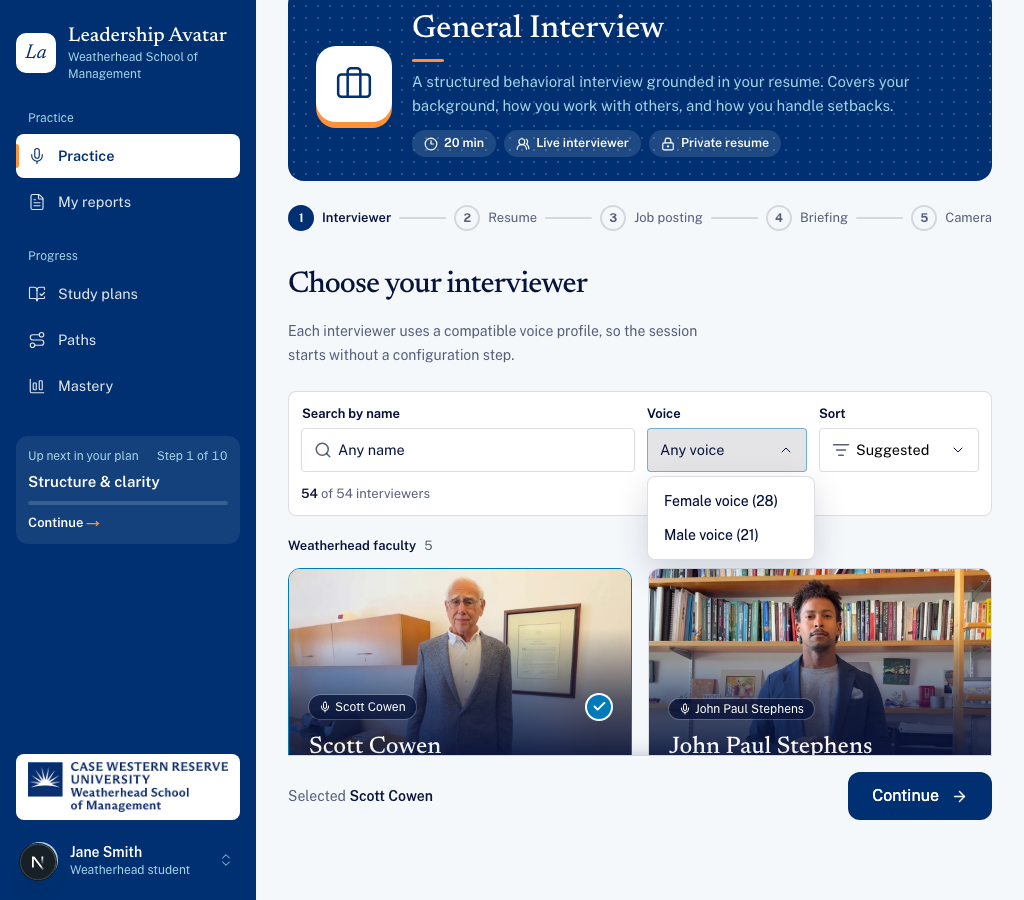 La
Leadership Avatar
Weatherhead School of
Management
Practice
Practice
My reports
Progress
Study plans
Paths
Mastery
Up next in your plan Step 1 of 10
Structure & clarity
Continue →
CASE WESTERN RESERVE
UNIVERSITY
Weatherhead School
of Management
N
Jane Smith
Weatherhead student
General Interview
A structured behavioral interview grounded in your resume. Covers your
background, how you work with others, and how you handle setbacks.
20 min Live interviewer Private resume
1 Interviewer 2 Resume 3 Job posting 4 Briefing 5 Camera
Choose your interviewer
Each interviewer uses a compatible voice profile, so the session
starts without a configuration step.
Search by name Voice Sort
Any name Any voice Suggested
54 of 54 interviewers
Female voice (28)
Male voice (21)
Weatherhead faculty 5
Scott Cowen
Scott Cowen
John Paul Stephens
John Paul Stephens
Selected Scott Cowen
Continue →